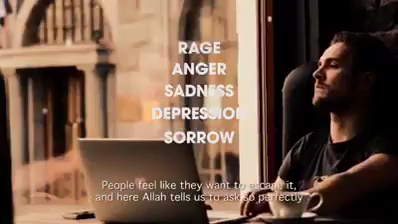 RAGE
ANGER
SADNESS
DEPRESSION
SORROW
People feel like they want to escape it,
and here Allah tells us to ask so perfectly